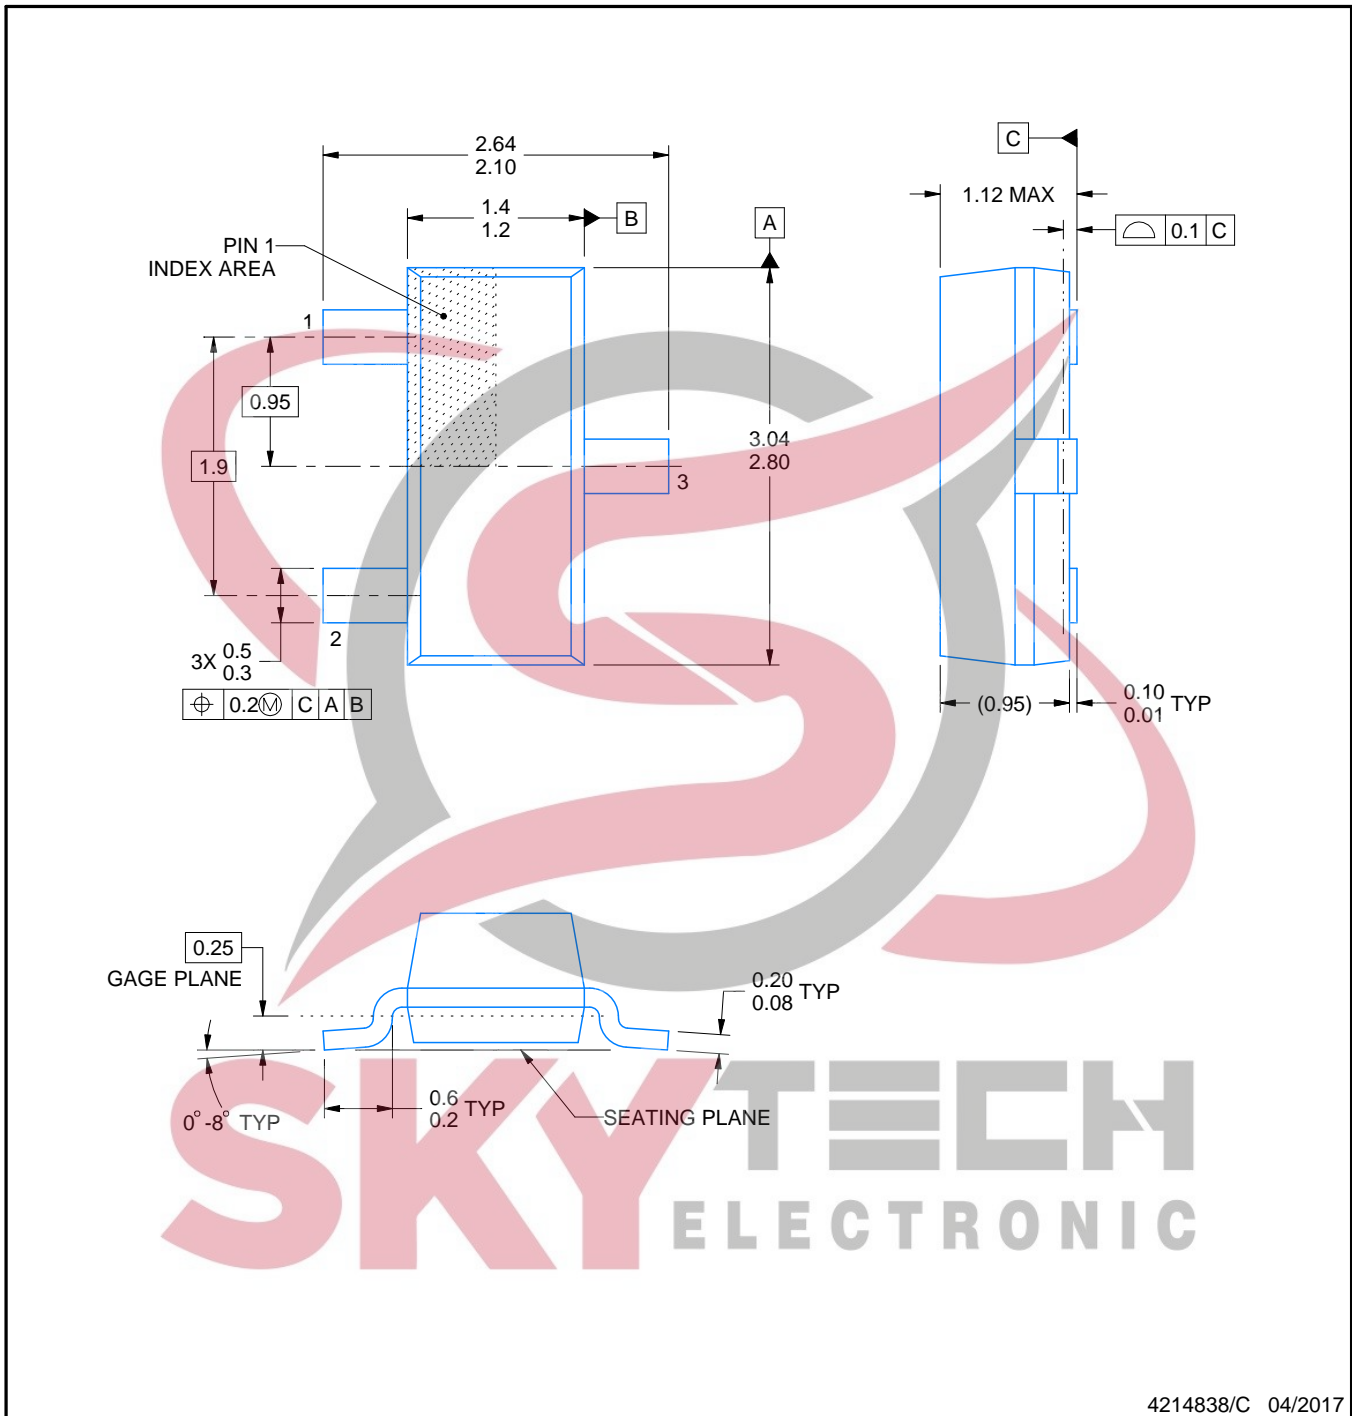 2.64
2.10
C
1.4
1.2
B
A
1.12 MAX
0.1 C
PIN 1
INDEX AREA
1
0.95
3.04
2.80
1.9
3
2
3X 0.5
0.3
0.2Ⓜ C A B
(0.95)
0.10
0.01 TYP
0.25
GAGE PLANE
0.20
0.08 TYP
0.6
0.2 TYP
0°-8° TYP
SEATING PLANE
SKYTECH
ELECTRONIC
4214838/C 04/2017